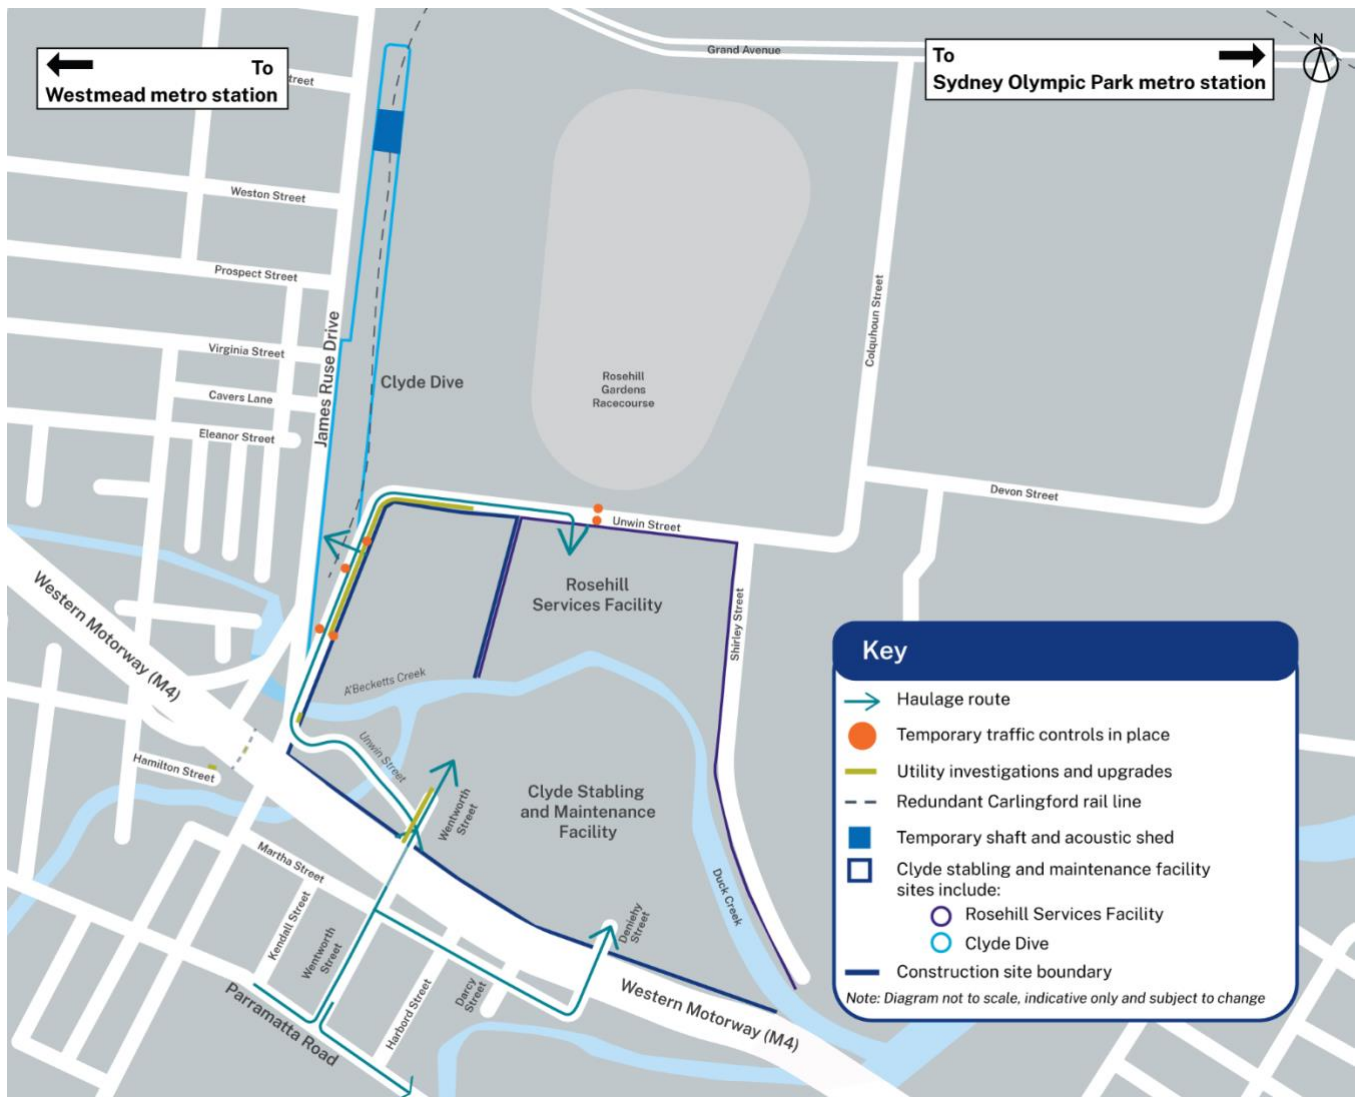 To
Westmead metro station
To
Sydney Olympic Park metro station
N
Grand Avenue
treet
Weston Street
Prospect Street
Virginia Street
Cavers Lane
Eleanor Street
James Ruse Drive
Clyde Dive
Rosehill
Gardens
Racecourse
Colquhoun Street
Devon Street
Unwin Street
Rosehill
Services Facility
Shirley Street
Western Motorway (M4)
A'Becketts Creek
Unwin Street
Hamilton Street
Wentworth
Street
Clyde Stabling
and Maintenance
Facility
Martha Street
Kendall Street
Wentworth
Street
Harbord Street
Darcy
Street
Deniehy
Street
Duck Creek
Parramatta Road
Western Motorway (M4)
Key
Haulage route
Temporary traffic controls in place
Utility investigations and upgrades
Redundant Carlingford rail line
Temporary shaft and acoustic shed
Clyde stabling and maintenance facility
sites include:
Rosehill Services Facility
Clyde Dive
Construction site boundary
Note: Diagram not to scale, indicative only and subject to change